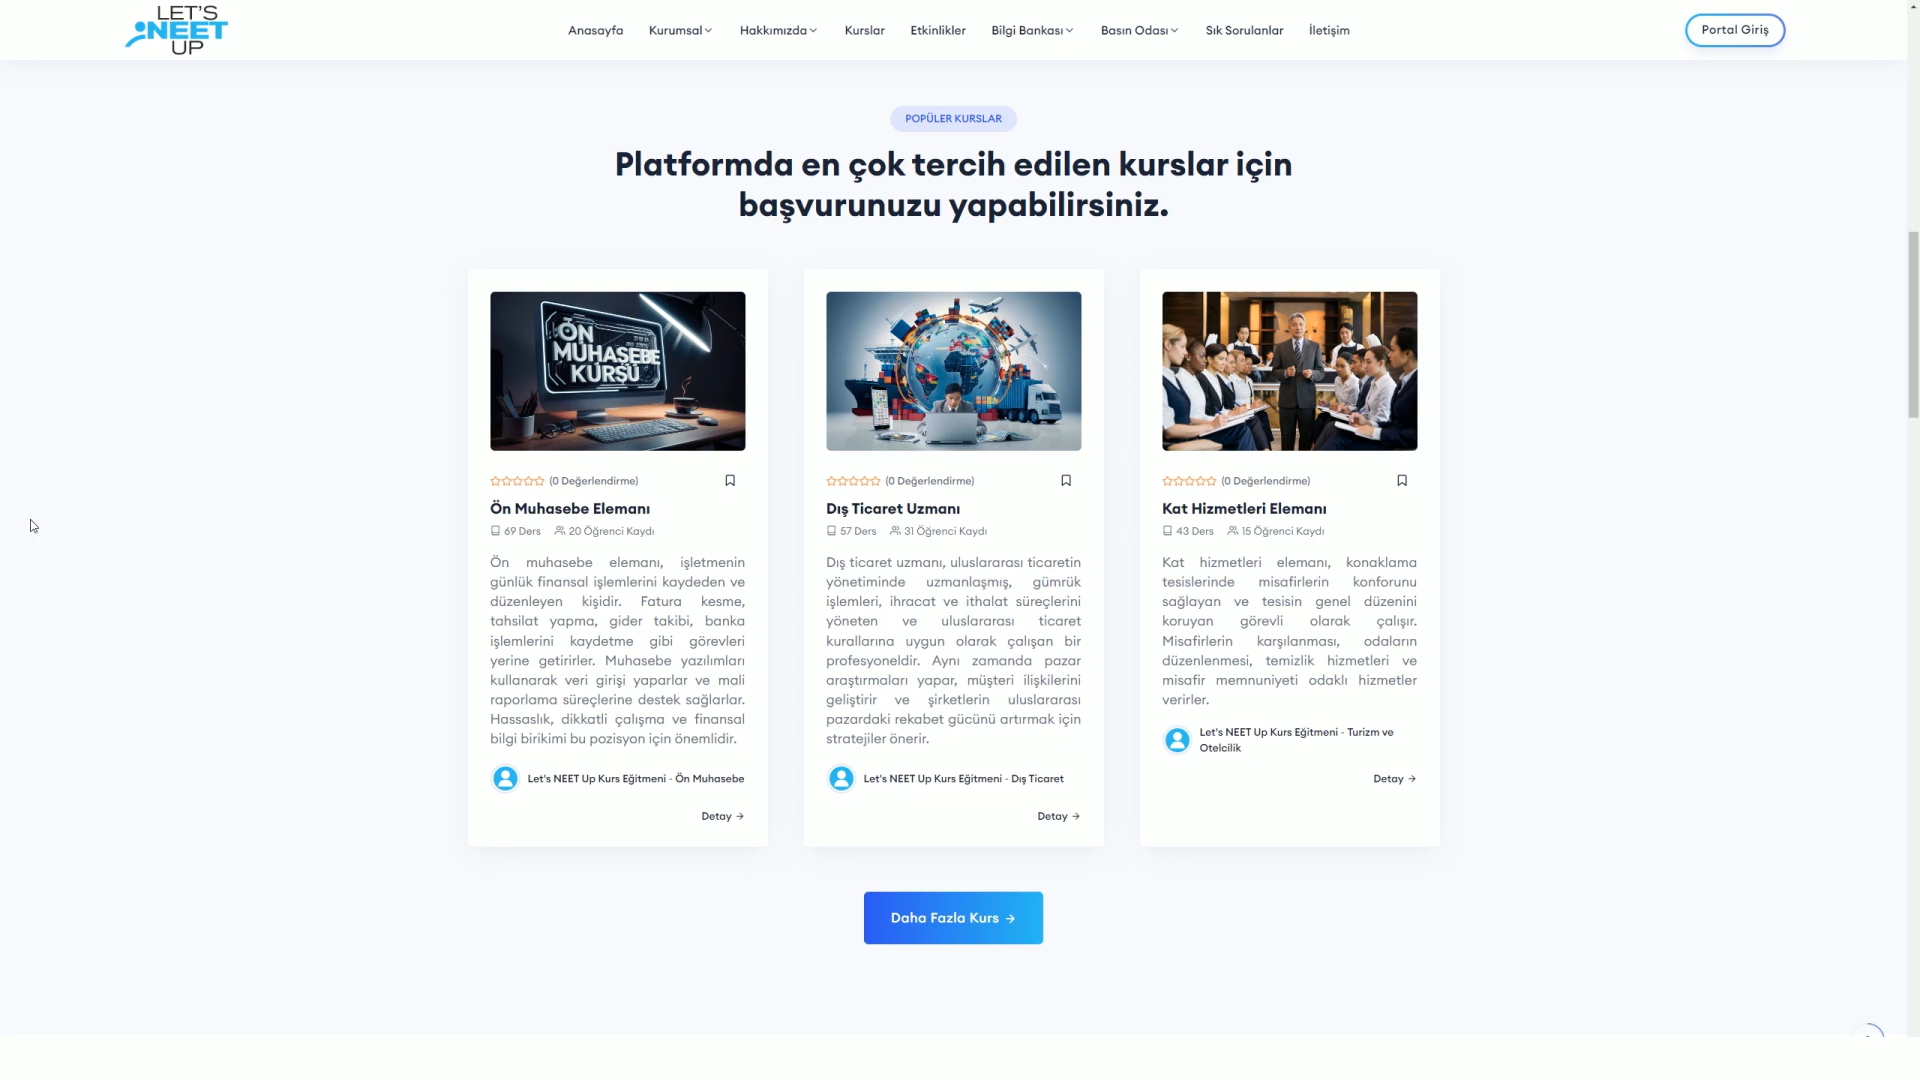 LET'S
NEET
UP
Anasayfa Kurumsal Hakkımızda Kurslar Etkinlikler Bilgi Bankası Basın Odası Sık Sorulanlar İletişim
Portal Giriş
POPÜLER KURSLAR
Platformda en çok tercih edilen kurslar için
başvurunuzu yapabilirsiniz.
ÖN
MUHASEBE
KURSU
(0 Değerlendirme)
Ön Muhasebe Elemanı
69 Ders 20 Öğrenci Kaydı
Ön muhasebe elemanı, işletmenin
günlük finansal işlemlerini kaydeden ve
düzenleyen kişidir. Fatura kesme,
tahsilat yapma, gider takibi, banka
işlemlerini kaydetme gibi görevleri
yerine getirirler. Muhasebe yazılımları
kullanarak veri girişi yaparlar ve mali
raporlama süreçlerine destek sağlarlar.
Hassaslık, dikkatli çalışma ve finansal
bilgi birikimi bu pozisyon için önemlidir.
Let's NEET Up Kurs Eğitmeni - Ön Muhasebe
Detay →
(0 Değerlendirme)
Dış Ticaret Uzmanı
57 Ders 31 Öğrenci Kaydı
Dış ticaret uzmanı, uluslararası ticaretin
yönetiminde uzmanlaşmış, gümrük
işlemleri, ihracat ve ithalat süreçlerini
yöneten ve uluslararası ticaret
kurallarına uygun olarak çalışan bir
profesyoneldir. Aynı zamanda pazar
araştırmaları yapar, müşteri ilişkilerini
geliştirir ve şirketlerin uluslararası
pazardaki rekabet gücünü artırmak için
stratejiler önerir.
Let's NEET Up Kurs Eğitmeni - Dış Ticaret
Detay →
(0 Değerlendirme)
Kat Hizmetleri Elemanı
43 Ders 15 Öğrenci Kaydı
Kat hizmetleri elemanı, konaklama
tesislerinde misafirlerin konforunu
sağlayan ve tesisin genel düzenini
koruyan görevli olarak çalışır.
Misafirlerin karşılanması, odaların
düzenlenmesi, temizlik hizmetleri ve
misafir memnuniyeti odaklı hizmetler
verirler.
Let's NEET Up Kurs Eğitmeni - Turizm ve
Otelcilik
Detay →
Daha Fazla Kurs →